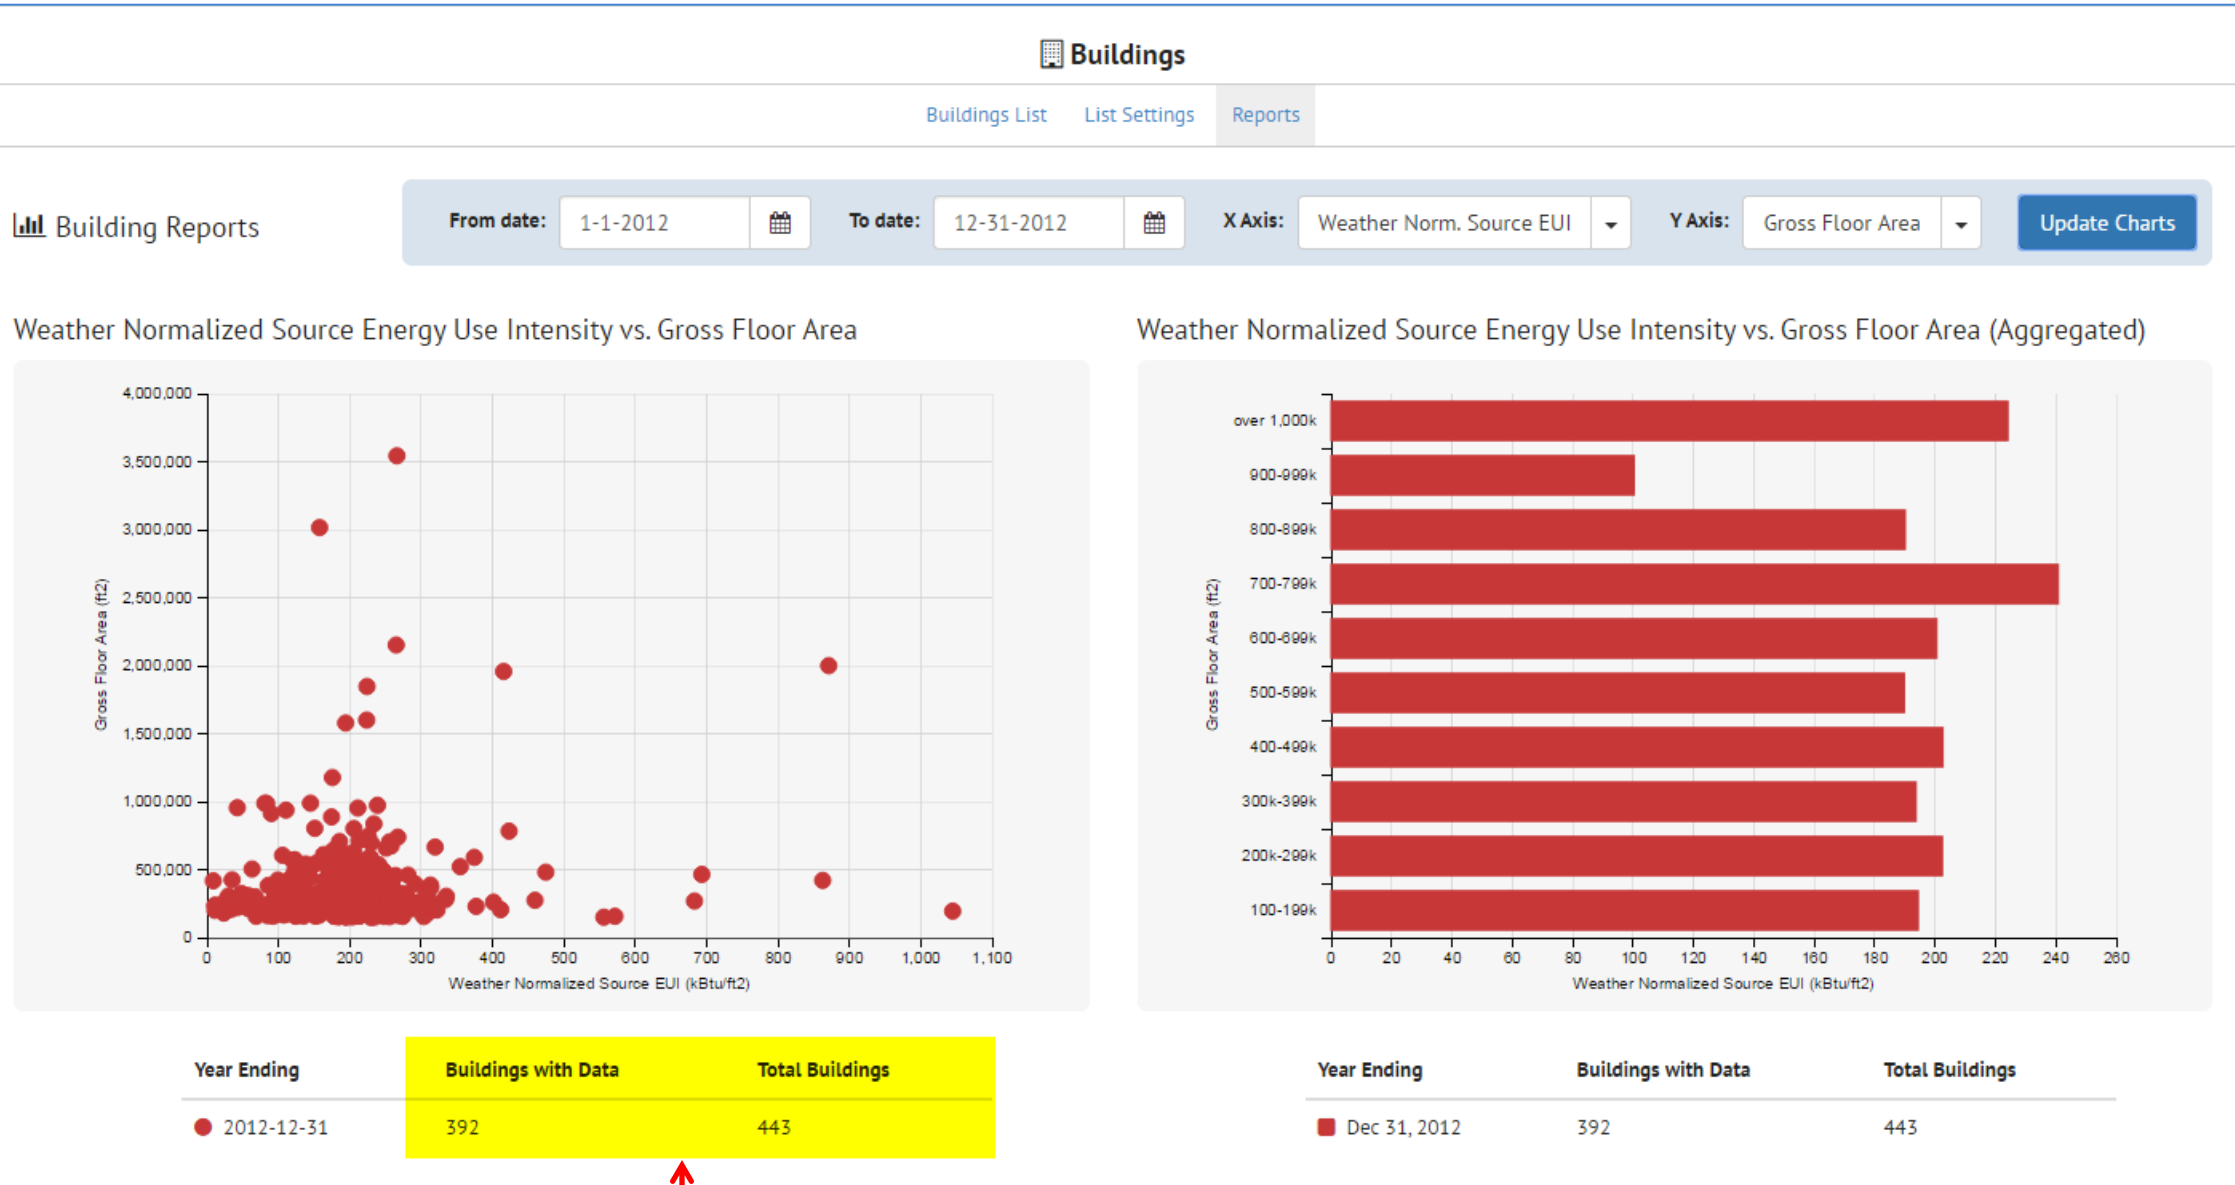 Buildings
Buildings List List Settings Reports
Building Reports From date: 1-1-2012 To date: 12-31-2012 X Axis: Weather Norm. Source EUI Y Axis: Gross Floor Area Update Charts
Weather Normalized Source Energy Use Intensity vs. Gross Floor Area
4,000,000
3,500,000
3,000,000
2,500,000
2,000,000
1,500,000
1,000,000
500,000
0
Gross Floor Area (ft2)
0 100 200 300 400 500 600 700 800 900 1,000 1,100
Weather Normalized Source EUI (kBtu/ft2)
Year Ending Buildings with Data Total Buildings
2012-12-31 392 443
Weather Normalized Source Energy Use Intensity vs. Gross Floor Area (Aggregated)
over 1,000k
900-999k
800-899k
700-799k
600-699k
500-599k
400-499k
300k-399k
200k-299k
100-199k
Gross Floor Area (ft2)
0 20 40 60 80 100 120 140 160 180 200 220 240 260
Weather Normalized Source EUI (kBtu/ft2)
Year Ending Buildings with Data Total Buildings
Dec 31, 2012 392 443